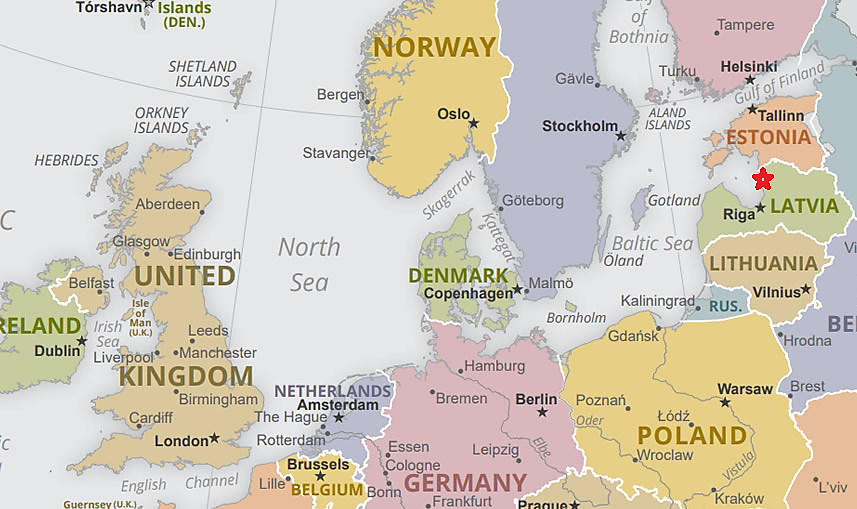 Tórshavn
Islands
(DEN.)
NORWAY
Gulf
of
Bothnia
Tampere
SHETLAND
ISLANDS
Turku
Helsinki
Gävle
Bergen
Gulf of Finland
ORKNEY
ISLANDS
Oslo
Stockholm
ALAND
ISLANDS
Tallinn
ESTONIA
HEBRIDES
Stavanger
Skagerrak
Göteborg
Gotland
Aberdeen
Riga
LATVIA
C
Kattegat
Glasgow
Edinburgh
North
Sea
Baltic Sea
Öland
Vi
UNITED
DENMARK
LITHUANIA
Belfast
Copenhagen
Malmö
Vilnius
Isle
of
Man
(U.K.)
Kaliningrad
RUS.
Bornholm
RELAND
Irish
Sea
Leeds
Gdańsk
BE
Dublin
Liverpool
Manchester
Hrodna
KINGDOM
Hamburg
NETHERLANDS
Amsterdam
Bremen
Berlin
Warsaw
Brest
Birmingham
Poznań
Cardiff
The Hague
Oder
Łódź
London
Rotterdam
Essen
Leipzig
Elbe
POLAND
ic
Cologne
Wroclaw
Vistula
Brussels
English Channel
Lille
BELGIUM
Bonn
GERMANY
L'viv
Guernsey (U.K.)
Frankfurt
Prague
Kraków